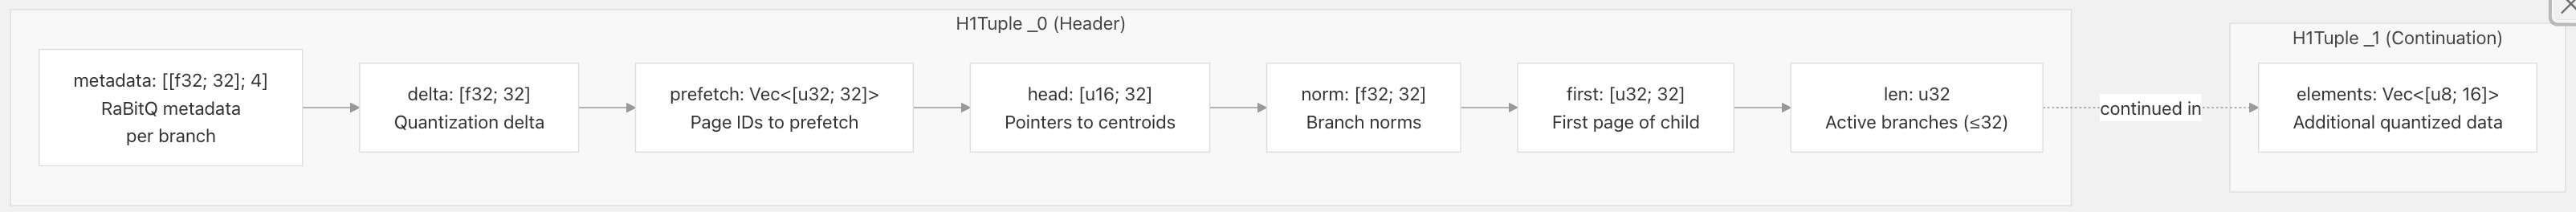 H1Tuple _0 (Header)
metadata: [[f32; 32]; 4]
RaBitQ metadata
per branch
delta: [f32; 32]
Quantization delta
prefetch: Vec<[u32; 32]>
Page IDs to prefetch
head: [u16; 32]
Pointers to centroids
norm: [f32; 32]
Branch norms
first: [u32; 32]
First page of child
len: u32
Active branches (≤32)
continued in
H1Tuple _1 (Continuation)
elements: Vec<[u8; 16]>
Additional quantized data